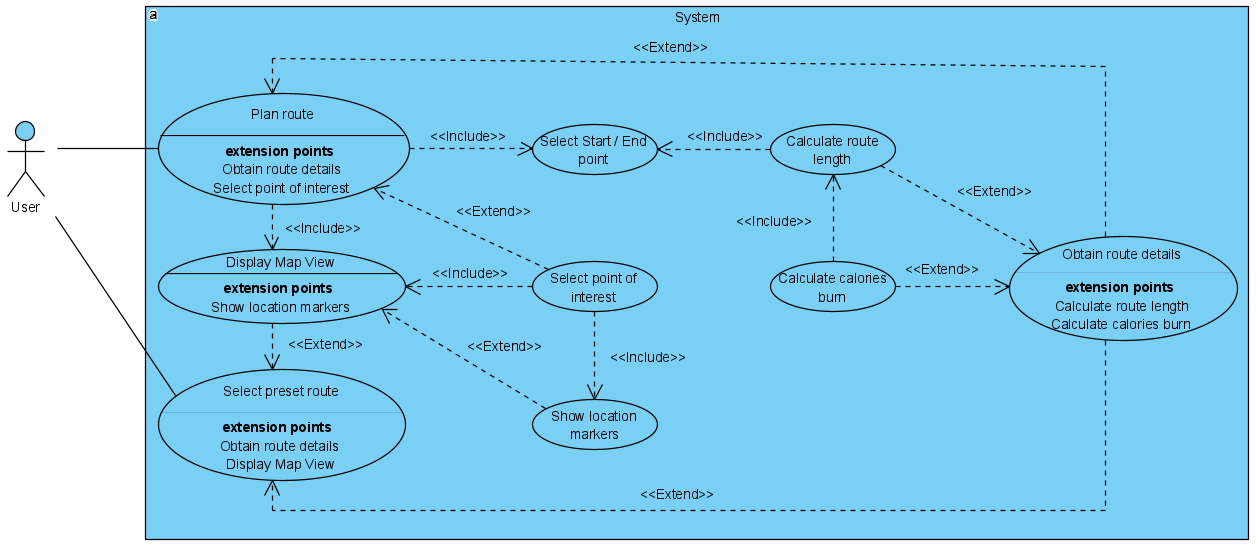 a
System
<<Extend>>
Plan route
extension points
Obtain route details
Select point of interest
<<Include>>
Select Start / End
point
<<Include>>
Calculate route
length
User
<<Include>>
<<Extend>>
<<Include>>
<<Extend>>
Display Map View
extension points
Show location markers
<<Include>>
Select point of
interest
Calculate calories
burn
<<Extend>>
Obtain route details
extension points
Calculate route length
Calculate calories burn
<<Extend>>
<<Extend>>
<<Include>>
Select preset route
extension points
Obtain route details
Display Map View
Show location
markers
<<Extend>>